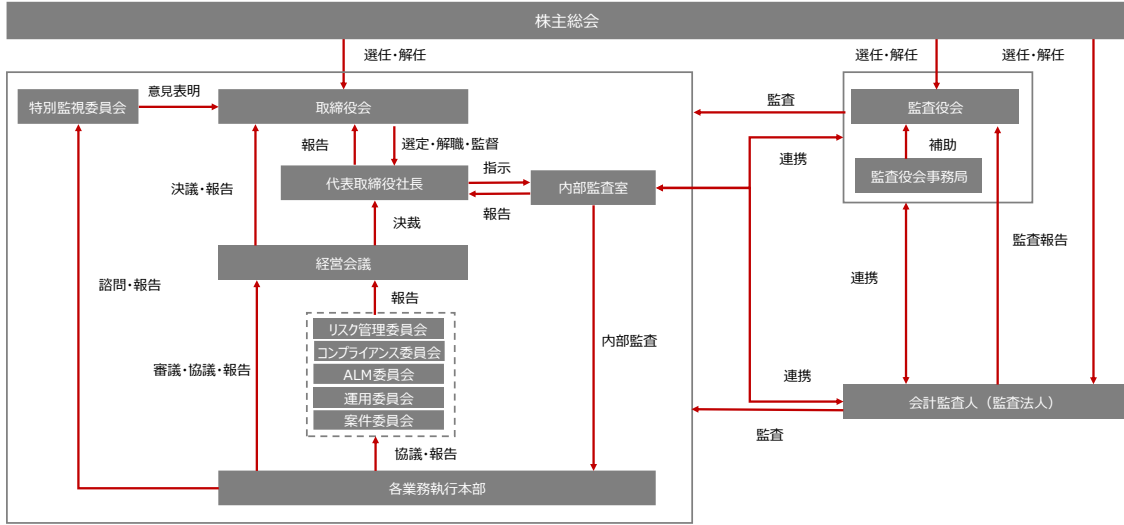 株主総会
選任・解任
選任・解任
選任・解任
特別監視委員会
意見表明
取締役会
監査
監査役会
報告
選定・解職・監督
連携
補助
決議・報告
代表取締役社長
指示
報告
内部監査室
監査役会事務局
決裁
経営会議
監査報告
諮問・報告
報告
連携
リスク管理委員会
コンプライアンス委員会
ALM委員会
運用委員会
案件委員会
内部監査
審議・協議・報告
連携
会計監査人（監査法人）
監査
協議・報告
各業務執行本部